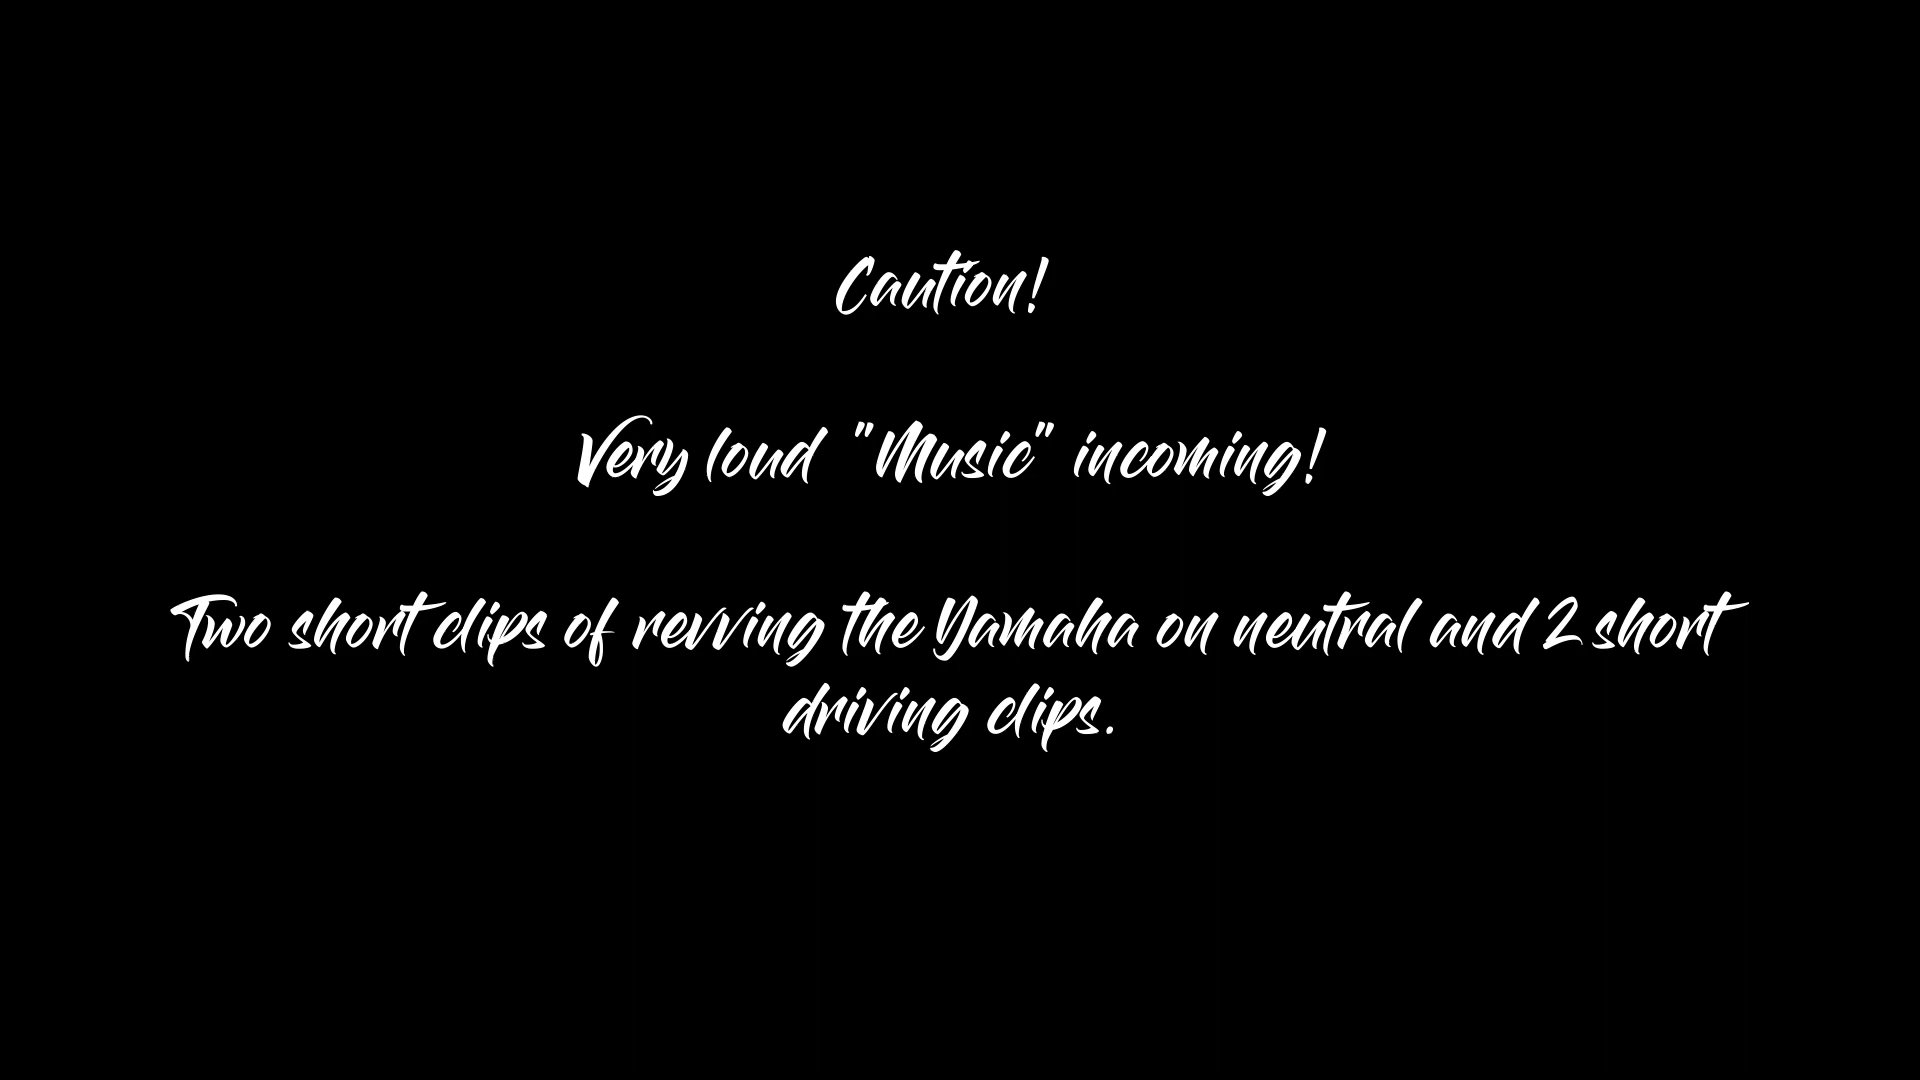 Caution!
Very loud "Music" incoming!
Two short clips of revving the Yamaha on neutral and 2 short
driving clips.